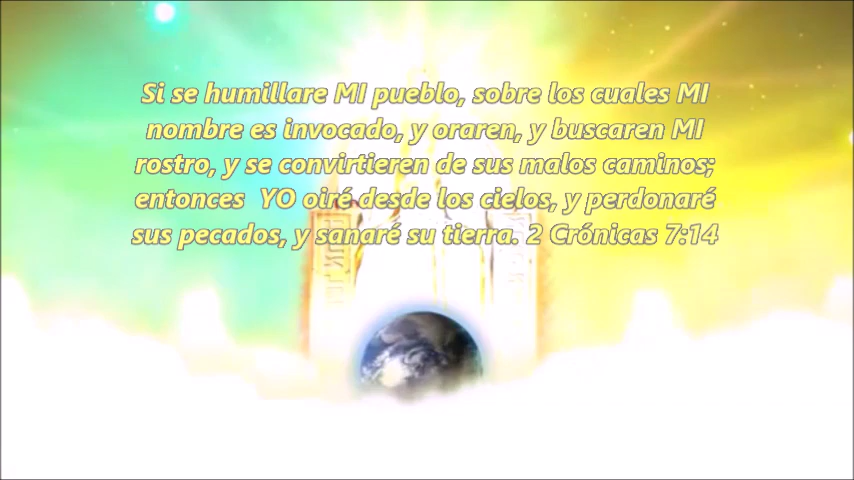 Si se humillare MI pueblo, sobre los cuales MI
nombre es invocado, y oraren, y buscaren MI
rostro, y se convirtieren de sus malos caminos;
entonces  YO oiré desde los cielos, y perdonaré
sus pecados, y sanaré su tierra. 2 Crónicas 7:14